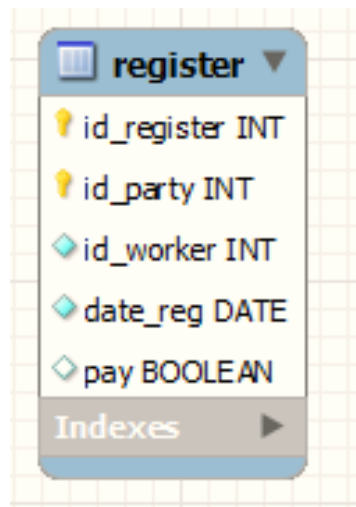 register
id_register INT
id_party INT
id_worker INT
date_reg DATE
pay BOOLEAN
Indexes